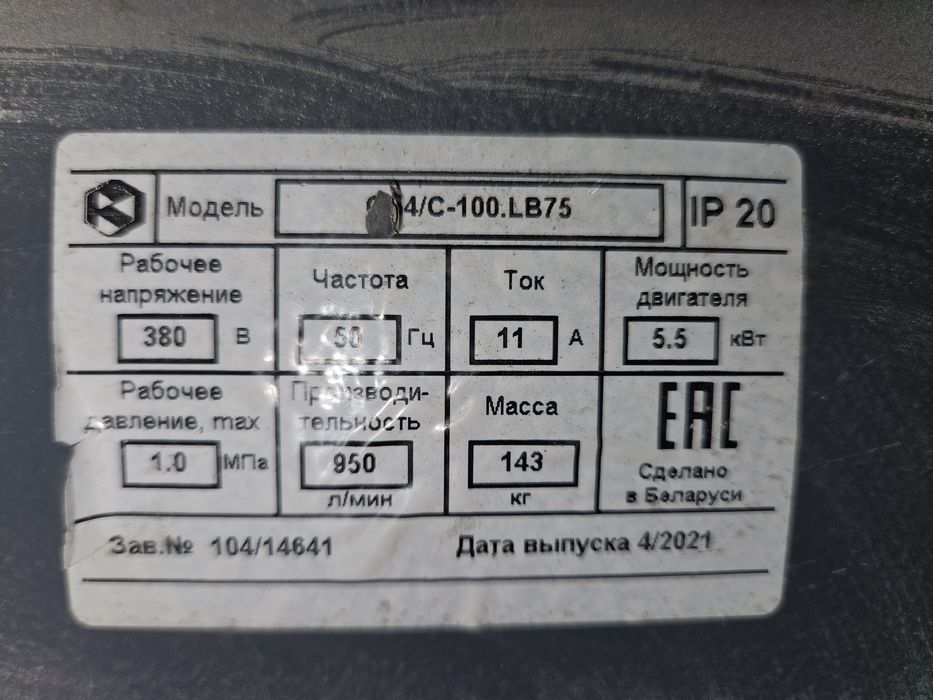 Модель 4/С-100.LB75 IP 20
Рабочее напряжение 380 В
Частота 50 Гц
Ток 11 А
Мощность двигателя 5.5 кВт
Рабочее давление, max 1.0 МПа
Производи-
тельность 950 л/мин
Масса 143 кг
ЕАС
Сделано
в Беларуси
Зав.№ 104/14641 Дата выпуска 4/2021